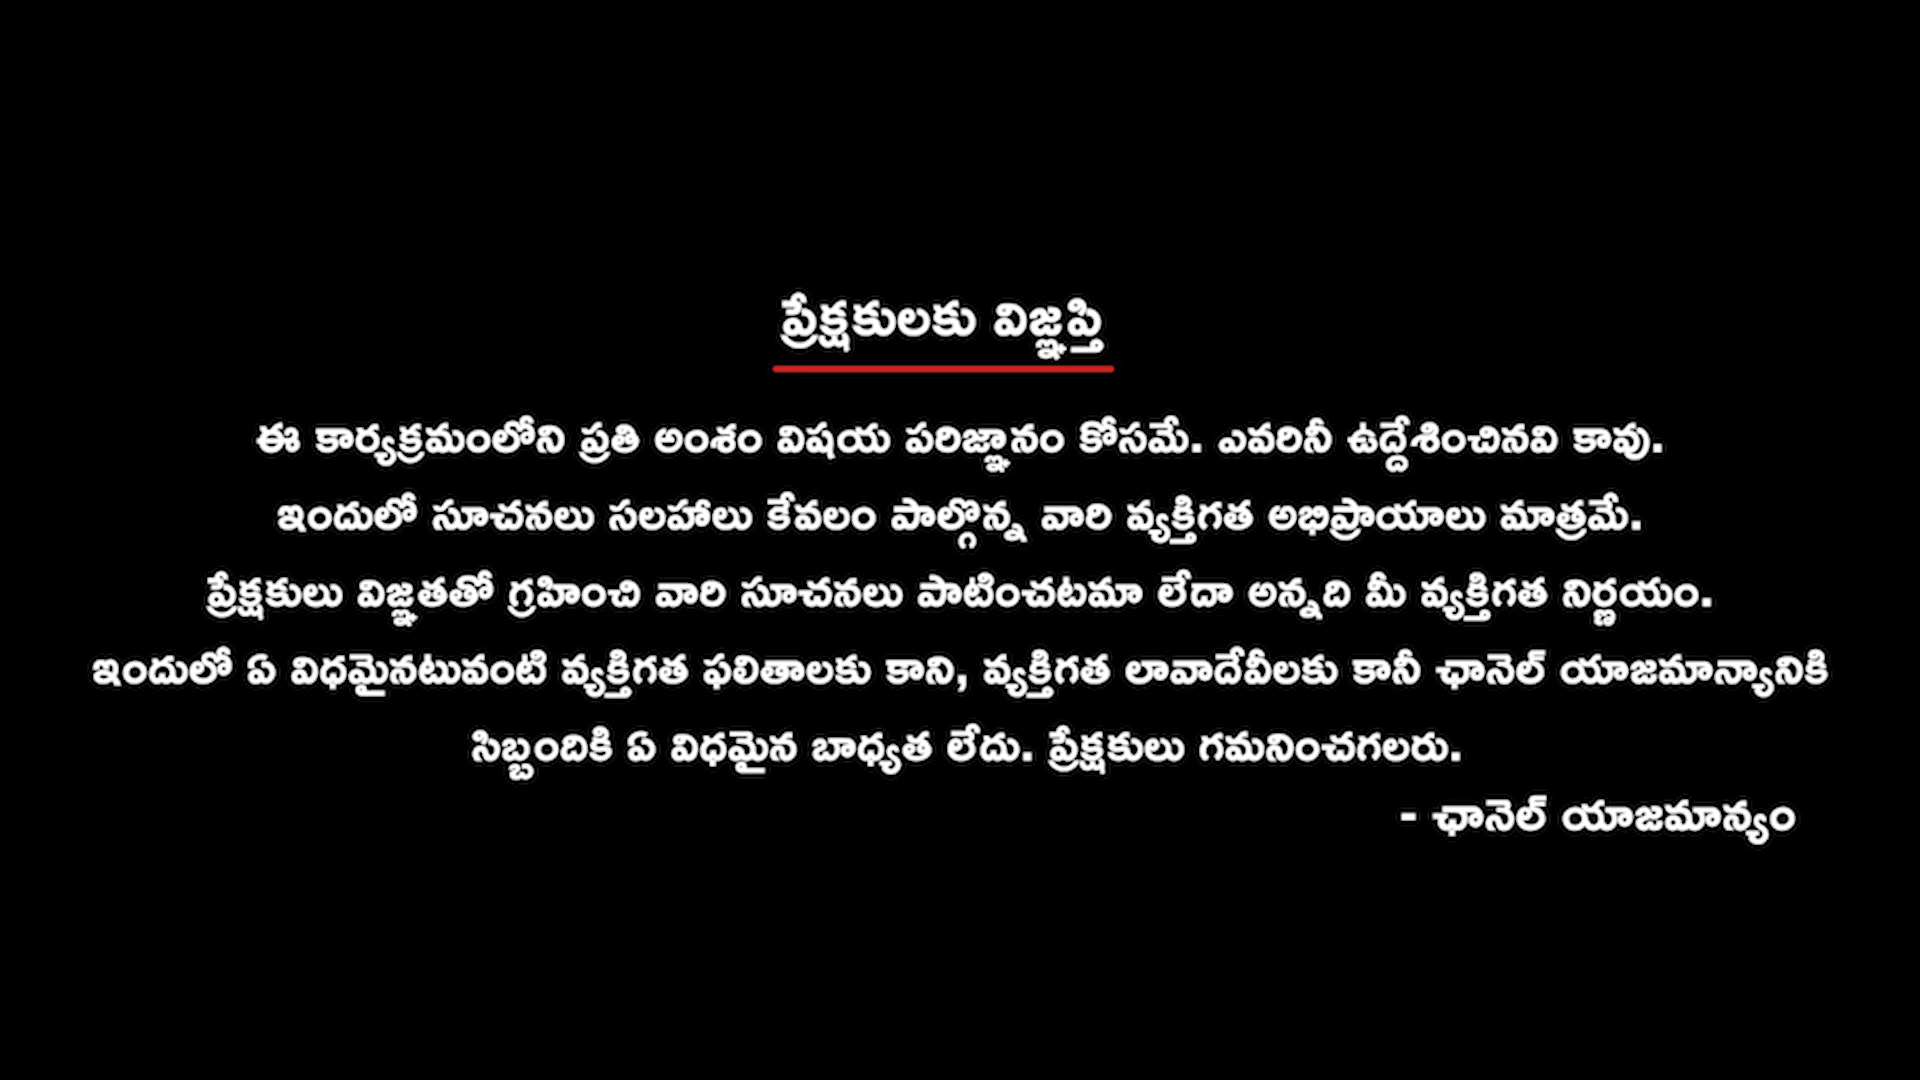 ప్రేక్షకులకు విజ్ఞప్తి
ఈ కార్యక్రమంలోని ప్రతి అంశం విషయ పరిజ్ఞానం కోసమే. ఎవరినీ ఉద్దేశించినవి కావు.
ఇందులో సూచనలు సలహాలు కేవలం పాల్గొన్న వారి వ్యక్తిగత అభిప్రాయాలు మాత్రమే.
ప్రేక్షకులు విజ్ఞతతో గ్రహించి వారి సూచనలు పాటించటమా లేదా అన్నది మీ వ్యక్తిగత నిర్ణయం.
ఇందులో ఏ విధమైనటువంటి వ్యక్తిగత ఫలితాలకు కాని, వ్యక్తిగత లావాదేవీలకు కానీ ఛానెల్ యాజమాన్యానికి
సిబ్బందికి ఏ విధమైన బాధ్యత లేదు. ప్రేక్షకులు గమనించగలరు.
- ఛానెల్ యాజమాన్యం